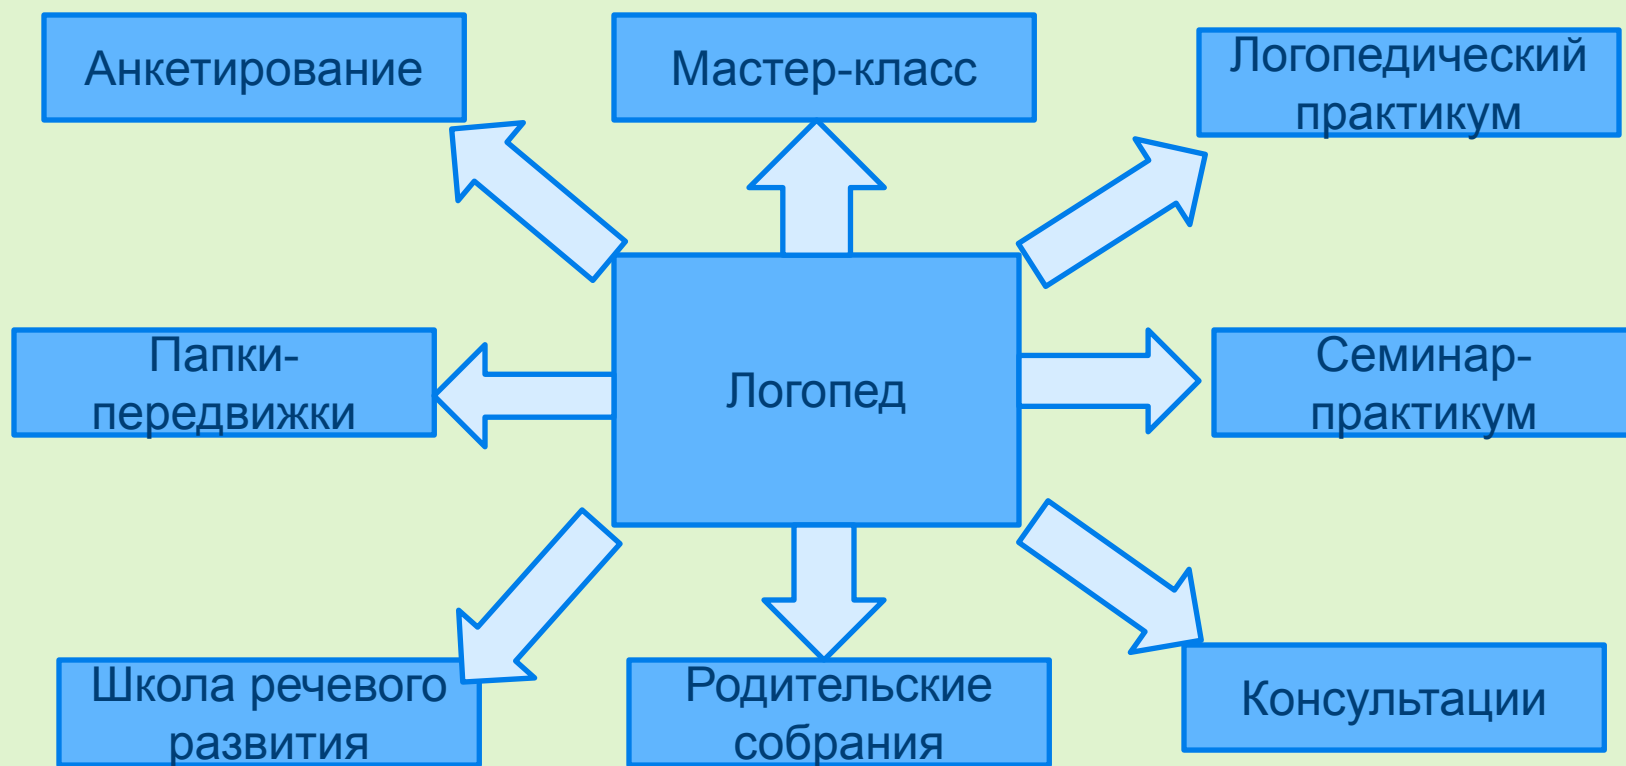 Анкетирование
Мастер-класс
Логопедический
практикум
Папки-
передвижки
Логопед
Семинар-
практикум
Школа речевого
развития
Родительские
собрания
Консультации